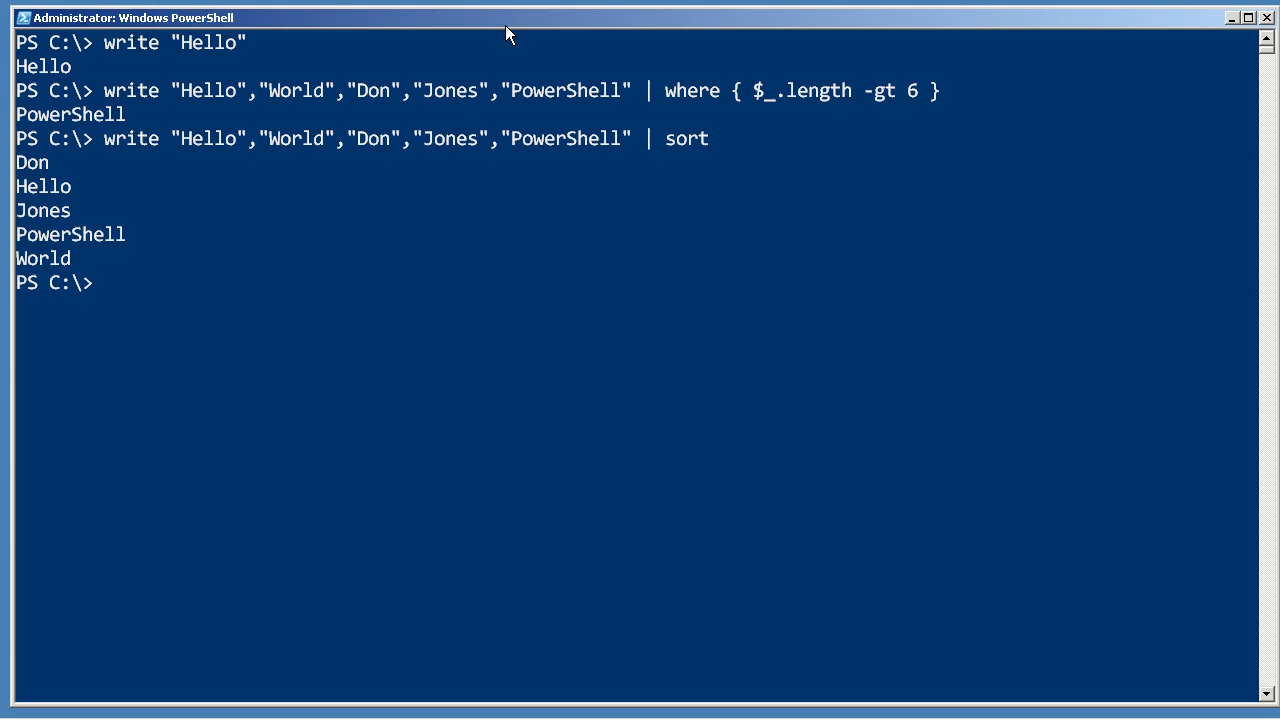 Administrator: Windows PowerShell
PS C:\> write "Hello"
Hello
PS C:\> write "Hello","World","Don","Jones","PowerShell" | where { $_.length -gt 6 }
PowerShell
PS C:\> write "Hello","World","Don","Jones","PowerShell" | sort
Don
Hello
Jones
PowerShell
World
PS C:\>